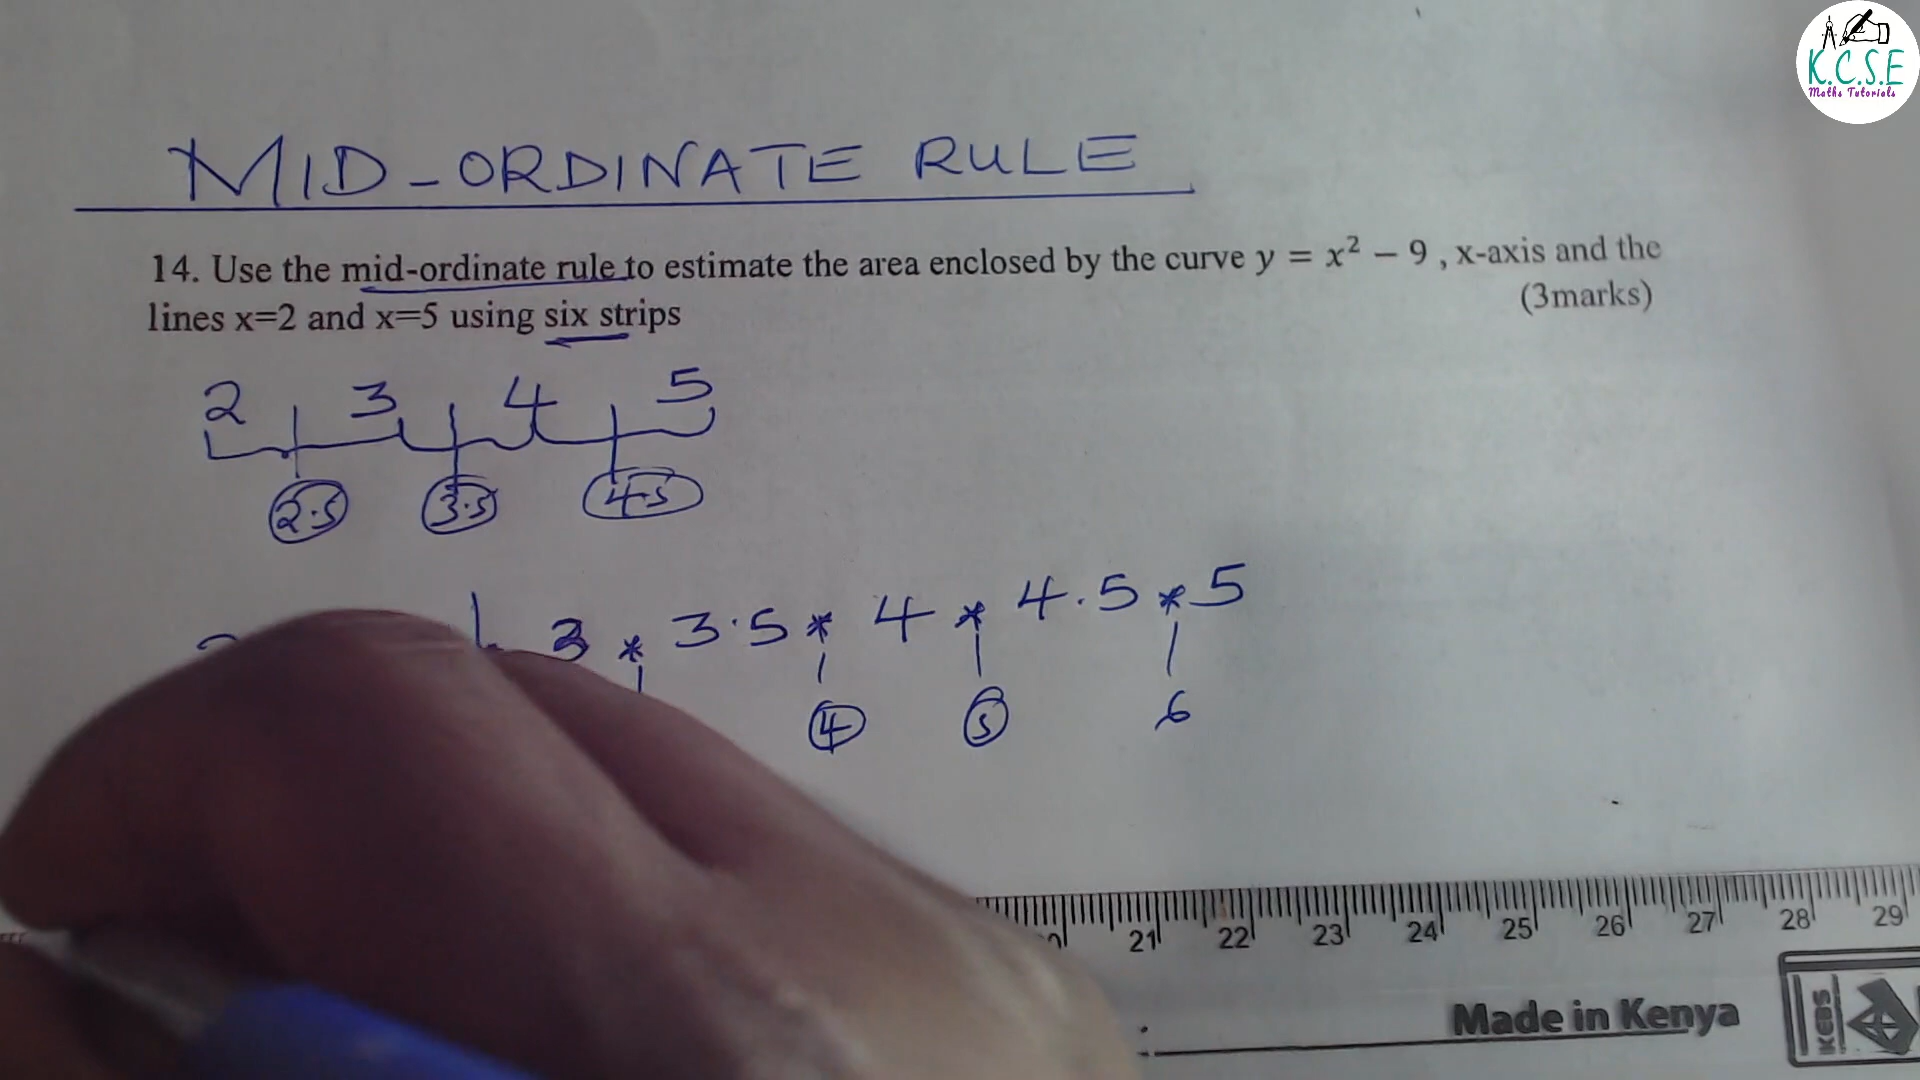 K.C.S.E
Maths Tutorials
MID-ORDINATE RULE
14. Use the mid-ordinate rule to estimate the area enclosed by the curve y = x² − 9 , x-axis and the
lines x=2 and x=5 using six strips
(3marks)
2 3 4 5
2.5 3.5 4.5
3 * 3.5 * 4 * 4.5 * 5
4 5 6
21 22 23 24 25 26 27 28 29
Made in Kenya
KEBS